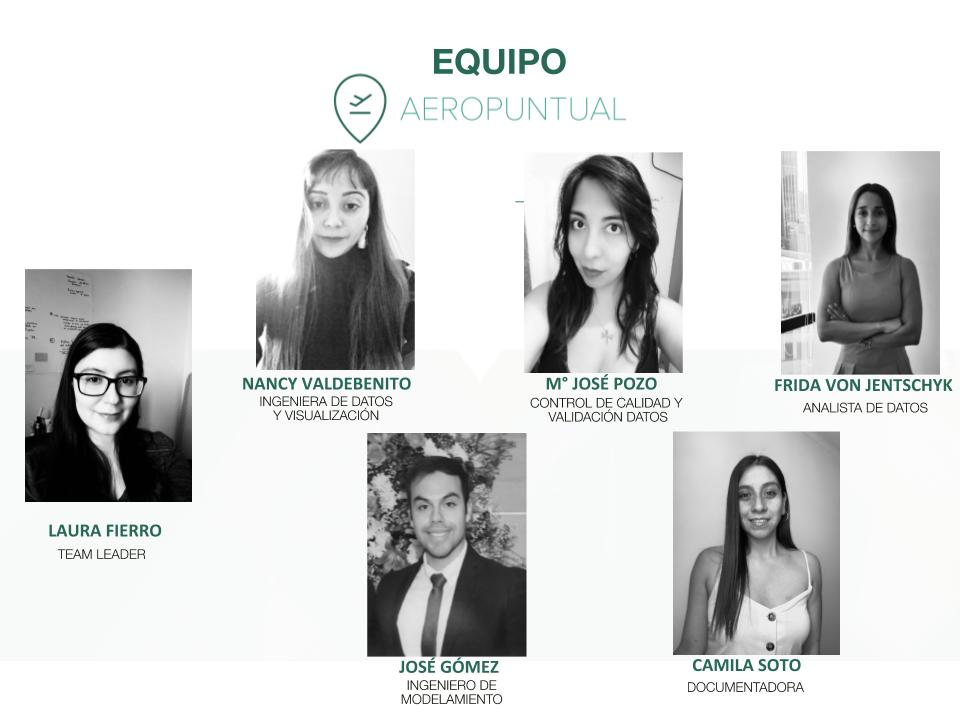 EQUIPO
AEROPUNTUAL
NANCY VALDEBENITO
INGENIERA DE DATOS
Y VISUALIZACIÓN
M° JOSÉ POZO
CONTROL DE CALIDAD Y
VALIDACIÓN DATOS
FRIDA VON JENTSCHYK
ANALISTA DE DATOS
LAURA FIERRO
TEAM LEADER
JOSÉ GÓMEZ
INGENIERO DE
MODELAMIENTO
CAMILA SOTO
DOCUMENTADORA